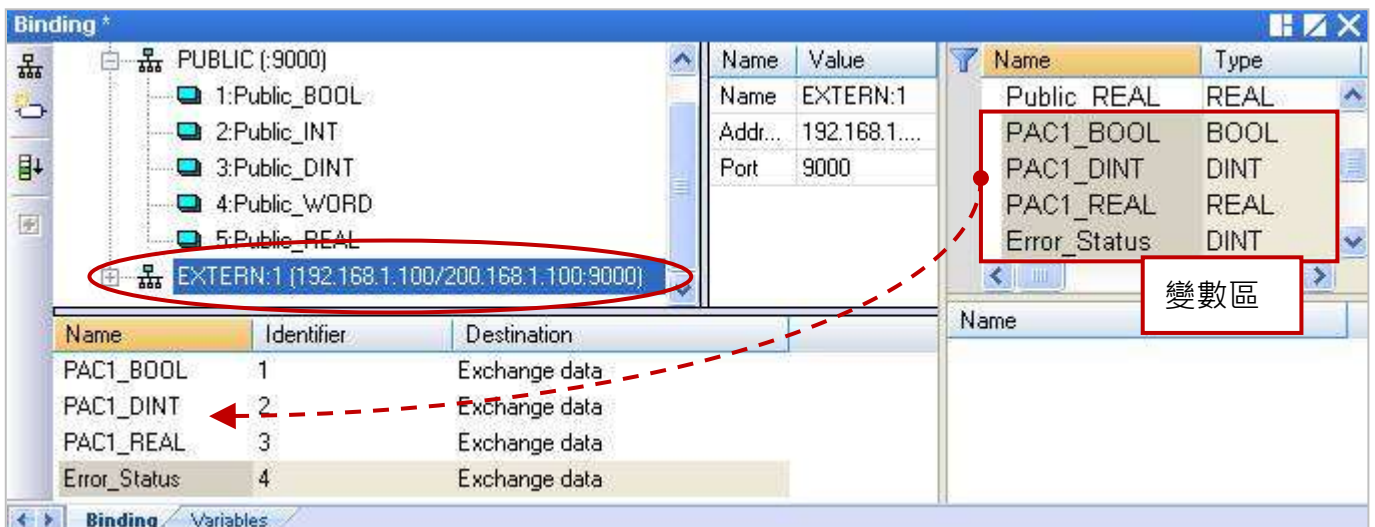 Binding *
PUBLIC (:9000)
1:Public_BOOL
2:Public_INT
3:Public_DINT
4:Public_WORD
5:Public_REAL
EXTERN:1 (192.168.1.100/200.168.1.100:9000)
Name Value
Name EXTERN:1
Addr... 192.168.1....
Port 9000
Name Type
Public_REAL REAL
PAC1_BOOL BOOL
PAC1_DINT DINT
PAC1_REAL REAL
Error_Status DINT
變數區
Name
Name Identifier Destination
PAC1_BOOL 1 Exchange data
PAC1_DINT 2 Exchange data
PAC1_REAL 3 Exchange data
Error_Status 4 Exchange data
Binding Variables